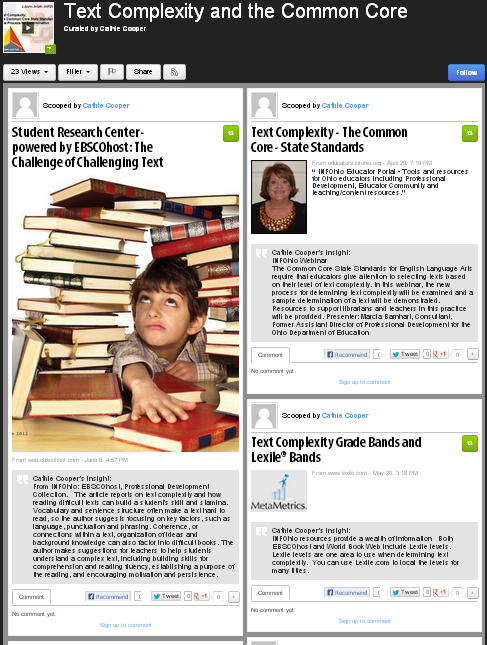 Text Complexity and the Common Core
Curated by Cathie Cooper
23 Views
Filter
Share
Follow
Scooped by Cathie Cooper
Student Research Center-
powered by EBSCOhost: The
Challenge of Challenging Text
From web.ebscohost.com - June 5, 4:57 PM
Cathie Cooper's insight:
From INFOhio: EBSCOhost, Professional Development
Collection. The article reports on text complexity and how
reading difficult texts can build a student's skill and stamina.
Vocabulary and sentence structure often make a text hard to
read, so the author suggests focusing on key factors, such as
language, punctuation and phrasing. Coherence, or
connections within a text, organization of ideas and
background knowledge can also factor into difficult books. The
author makes suggestions for teachers to help students
understand a complex text, including building skills for
comprehension and reading fluency, establishing a purpose of
the reading, and encouraging motivation and persistence.
Comment
Recommend
Tweet
0
+1
0
+
No comment yet.
Sign up to comment
Scooped by Cathie Cooper
Text Complexity - The Common
Core - State Standards
From educators.infohio.org - April 29, 7:19 PM
" INFOhio Educator Portal - Tools and resources
for Ohio educators including Professional
Development, Educator Community and
teaching/content resources."
Cathie Cooper's insight:
INFOhio Webinar
The Common Core State Standards for English Language Arts
require that educators give attention to selecting texts based
on their level of text complexity. In this webinar, the new
process for determining text complexity will be examined and a
sample determination of a text will be demonstrated.
Resources to support librarians and teachers in this practice
will be provided. Presenter: Marcia Barnhart, Consultant,
Former Assistant Director of Professional Development for the
Ohio Department of Education
Comment
Recommend
Tweet
0
+1
0
+
No comment yet.
Sign up to comment
Scooped by Cathie Cooper
Text Complexity Grade Bands and
Lexile® Bands
From www.lexile.com - May 20, 3:18 PM
MetaMetrics
Cathie Cooper's insight:
INFOhio resources provide a wealth of information. Both
EBSCOhost and World Book Web include Lexile levels.
Lexile levels are one area to use when determining text
complexity. You can use Lexile.com to locat the levels for
many titles.
Comment
Recommend
Tweet
0
+1
0
+
No comment yet.
Sign up to comment